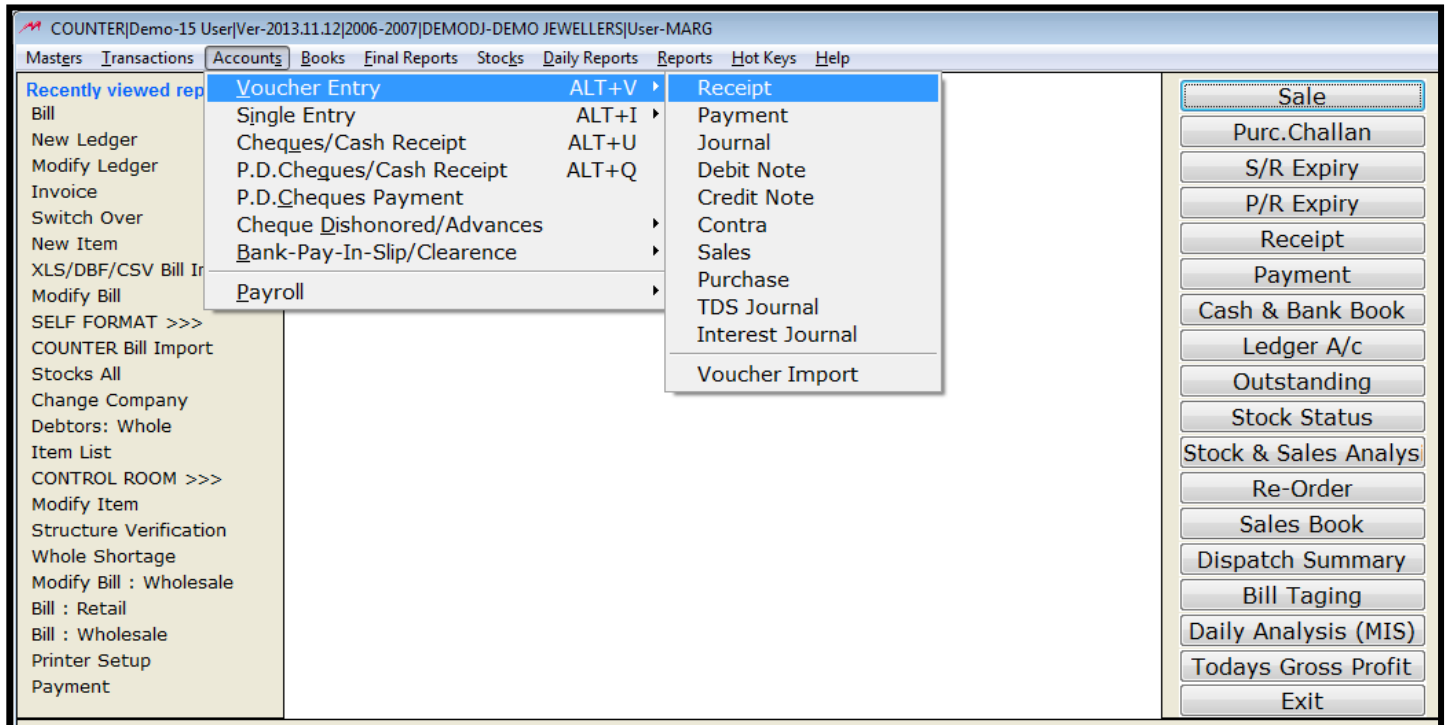 COUNTER|Demo-15 User|Ver-2013.11.12|2006-2007|DEMODJ-DEMO JEWELLERS|User-MARG
Masters Transactions Accounts Books Final Reports Stocks Daily Reports Reports Hot Keys Help
Recently viewed rep
Bill
New Ledger
Modify Ledger
Invoice
Switch Over
New Item
XLS/DBF/CSV Bill Ir
Modify Bill
SELF FORMAT >>>
COUNTER Bill Import
Stocks All
Change Company
Debtors: Whole
Item List
CONTROL ROOM >>>
Modify Item
Structure Verification
Whole Shortage
Modify Bill : Wholesale
Bill : Retail
Bill : Wholesale
Printer Setup
Payment
Voucher Entry ALT+V
Single Entry ALT+I
Cheques/Cash Receipt ALT+U
P.D.Cheques/Cash Receipt ALT+Q
P.D.Cheques Payment
Cheque Dishonored/Advances
Bank-Pay-In-Slip/Clearence
Payroll
Receipt
Payment
Journal
Debit Note
Credit Note
Contra
Sales
Purchase
TDS Journal
Interest Journal
Voucher Import
Sale
Purc.Challan
S/R Expiry
P/R Expiry
Receipt
Payment
Cash & Bank Book
Ledger A/c
Outstanding
Stock Status
Stock & Sales Analysi
Re-Order
Sales Book
Dispatch Summary
Bill Taging
Daily Analysis (MIS)
Todays Gross Profit
Exit